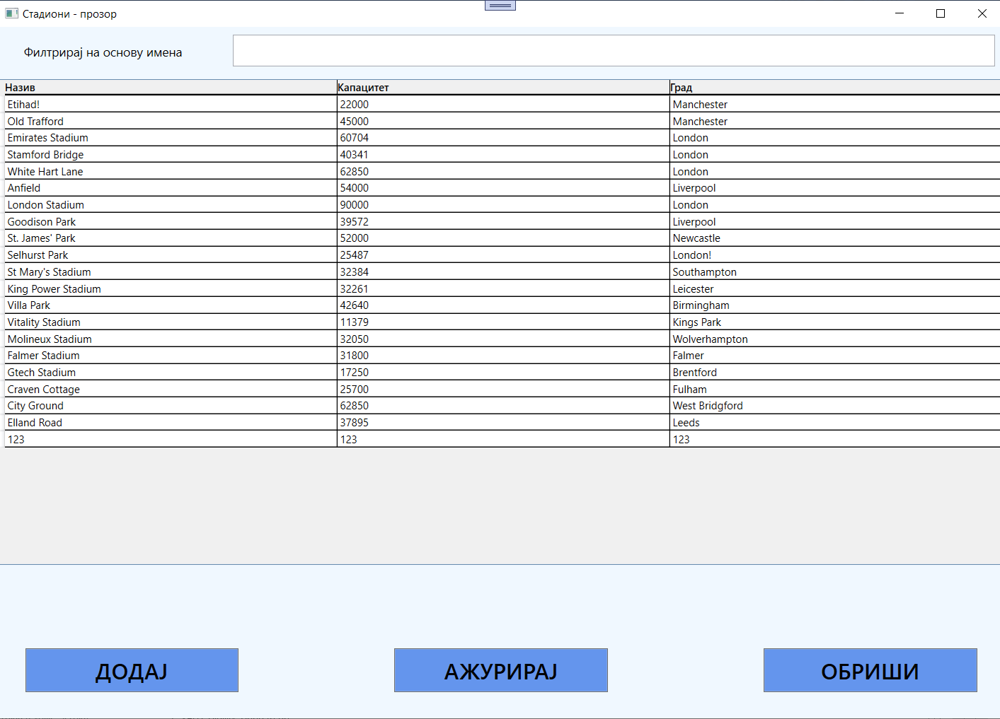 Стадиони - прозор
Филтрирај на основу имена
Назив Капацитет Град
Etihad! 22000 Manchester
Old Trafford 45000 Manchester
Emirates Stadium 60704 London
Stamford Bridge 40341 London
White Hart Lane 62850 London
Anfield 54000 Liverpool
London Stadium 90000 London
Goodison Park 39572 Liverpool
St. James' Park 52000 Newcastle
Selhurst Park 25487 London!
St Mary's Stadium 32384 Southampton
King Power Stadium 32261 Leicester
Villa Park 42640 Birmingham
Vitality Stadium 11379 Kings Park
Molineux Stadium 32050 Wolverhampton
Falmer Stadium 31800 Falmer
Gtech Stadium 17250 Brentford
Craven Cottage 25700 Fulham
City Ground 62850 West Bridgford
Elland Road 37895 Leeds
123 123 123
ДОДАЈ АЖУРИРАЈ ОБРИШИ